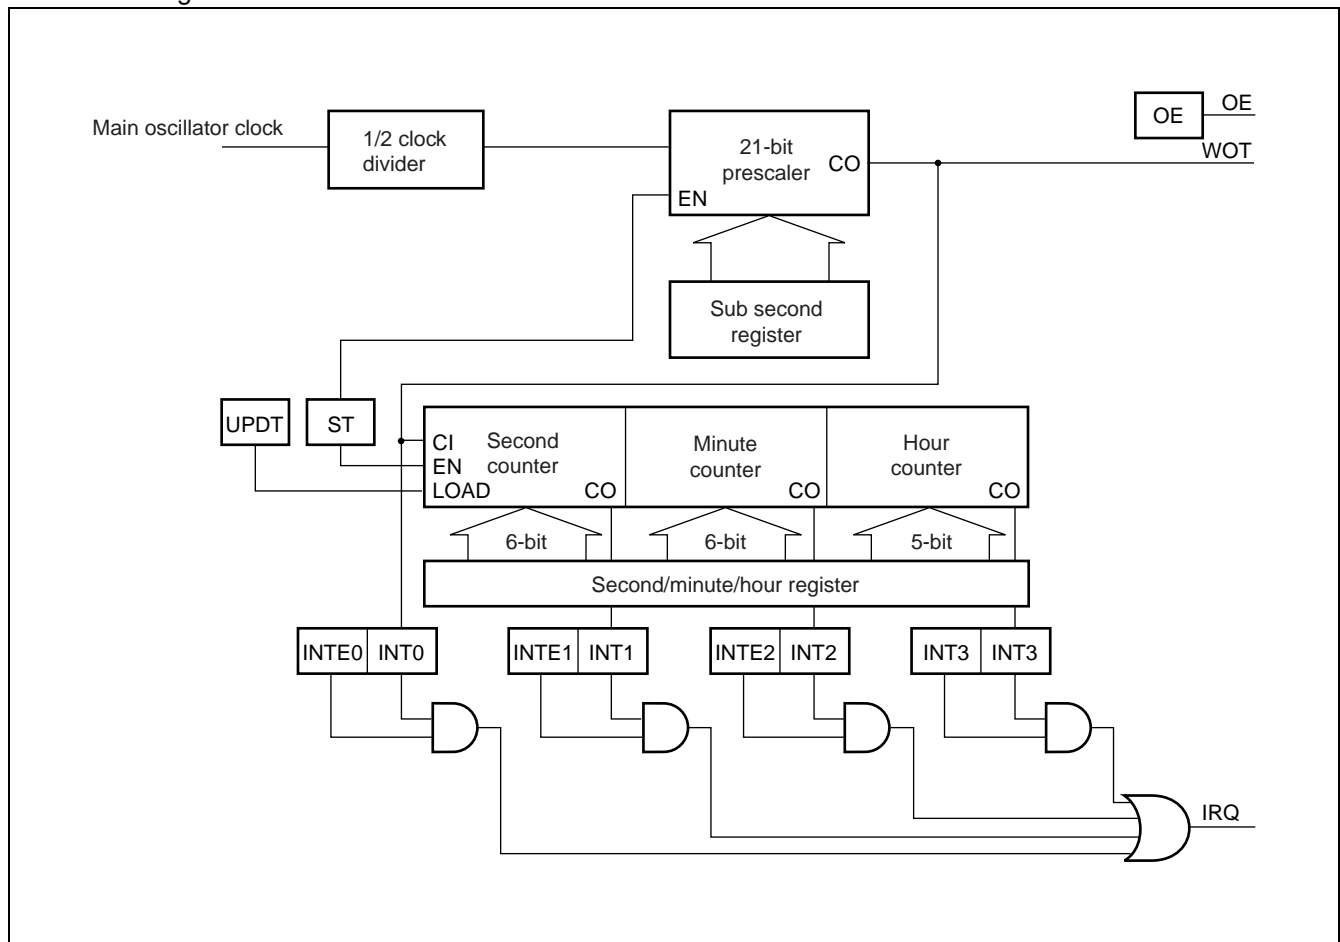 OE
OE
Main oscillator clock
1/2 clock
divider
21-bit
prescaler
CO
WOT
EN
Sub second
register
UPDT
ST
CI
EN
LOAD
Second
counter
CO
Minute
counter
CO
Hour
counter
CO
6-bit
6-bit
5-bit
Second/minute/hour register
INTE0 INT0
INTE1 INT1
INTE2 INT2
INT3 INT3
IRQ